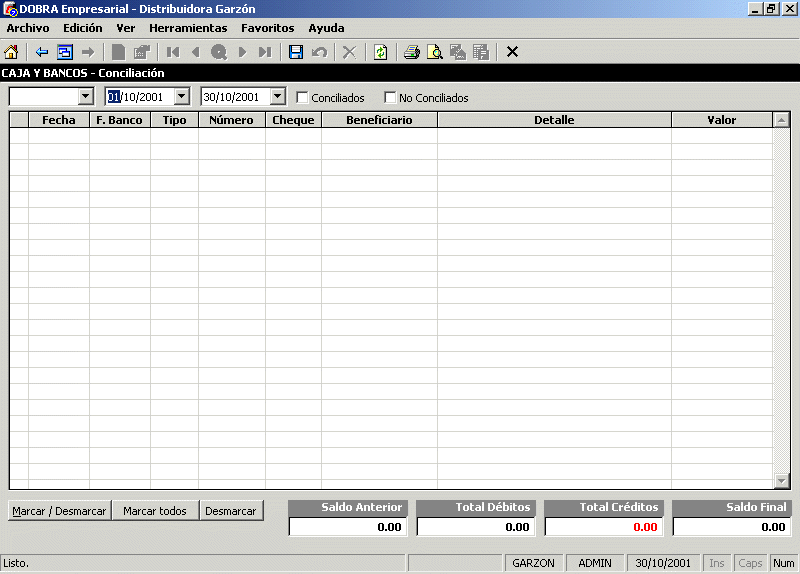 DOBRA Empresarial - Distribuidora Garzón
Archivo Edición Ver Herramientas Favoritos Ayuda
CAJA Y BANCOS - Conciliación
01/10/2001 30/10/2001 Conciliados No Conciliados
Fecha F. Banco Tipo Número Cheque Beneficiario Detalle Valor
Marcar / Desmarcar Marcar todos Desmarcar
Saldo Anterior Total Débitos Total Créditos Saldo Final
0.00 0.00 0.00 0.00
Listo. GARZON ADMIN 30/10/2001 Ins Caps Num